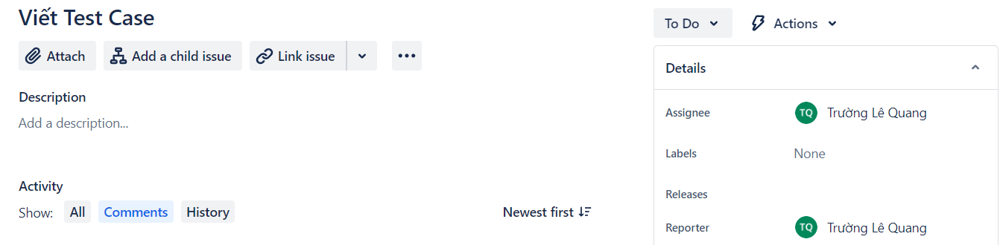 Viết Test Case
Attach
Add a child issue
Link issue
Description
Add a description...
Activity
Show:
All
Comments
History
Newest first
To Do
Actions
Details
Assignee
TQ
Trường Lê Quang
Labels
None
Releases
Reporter
TQ
Trường Lê Quang